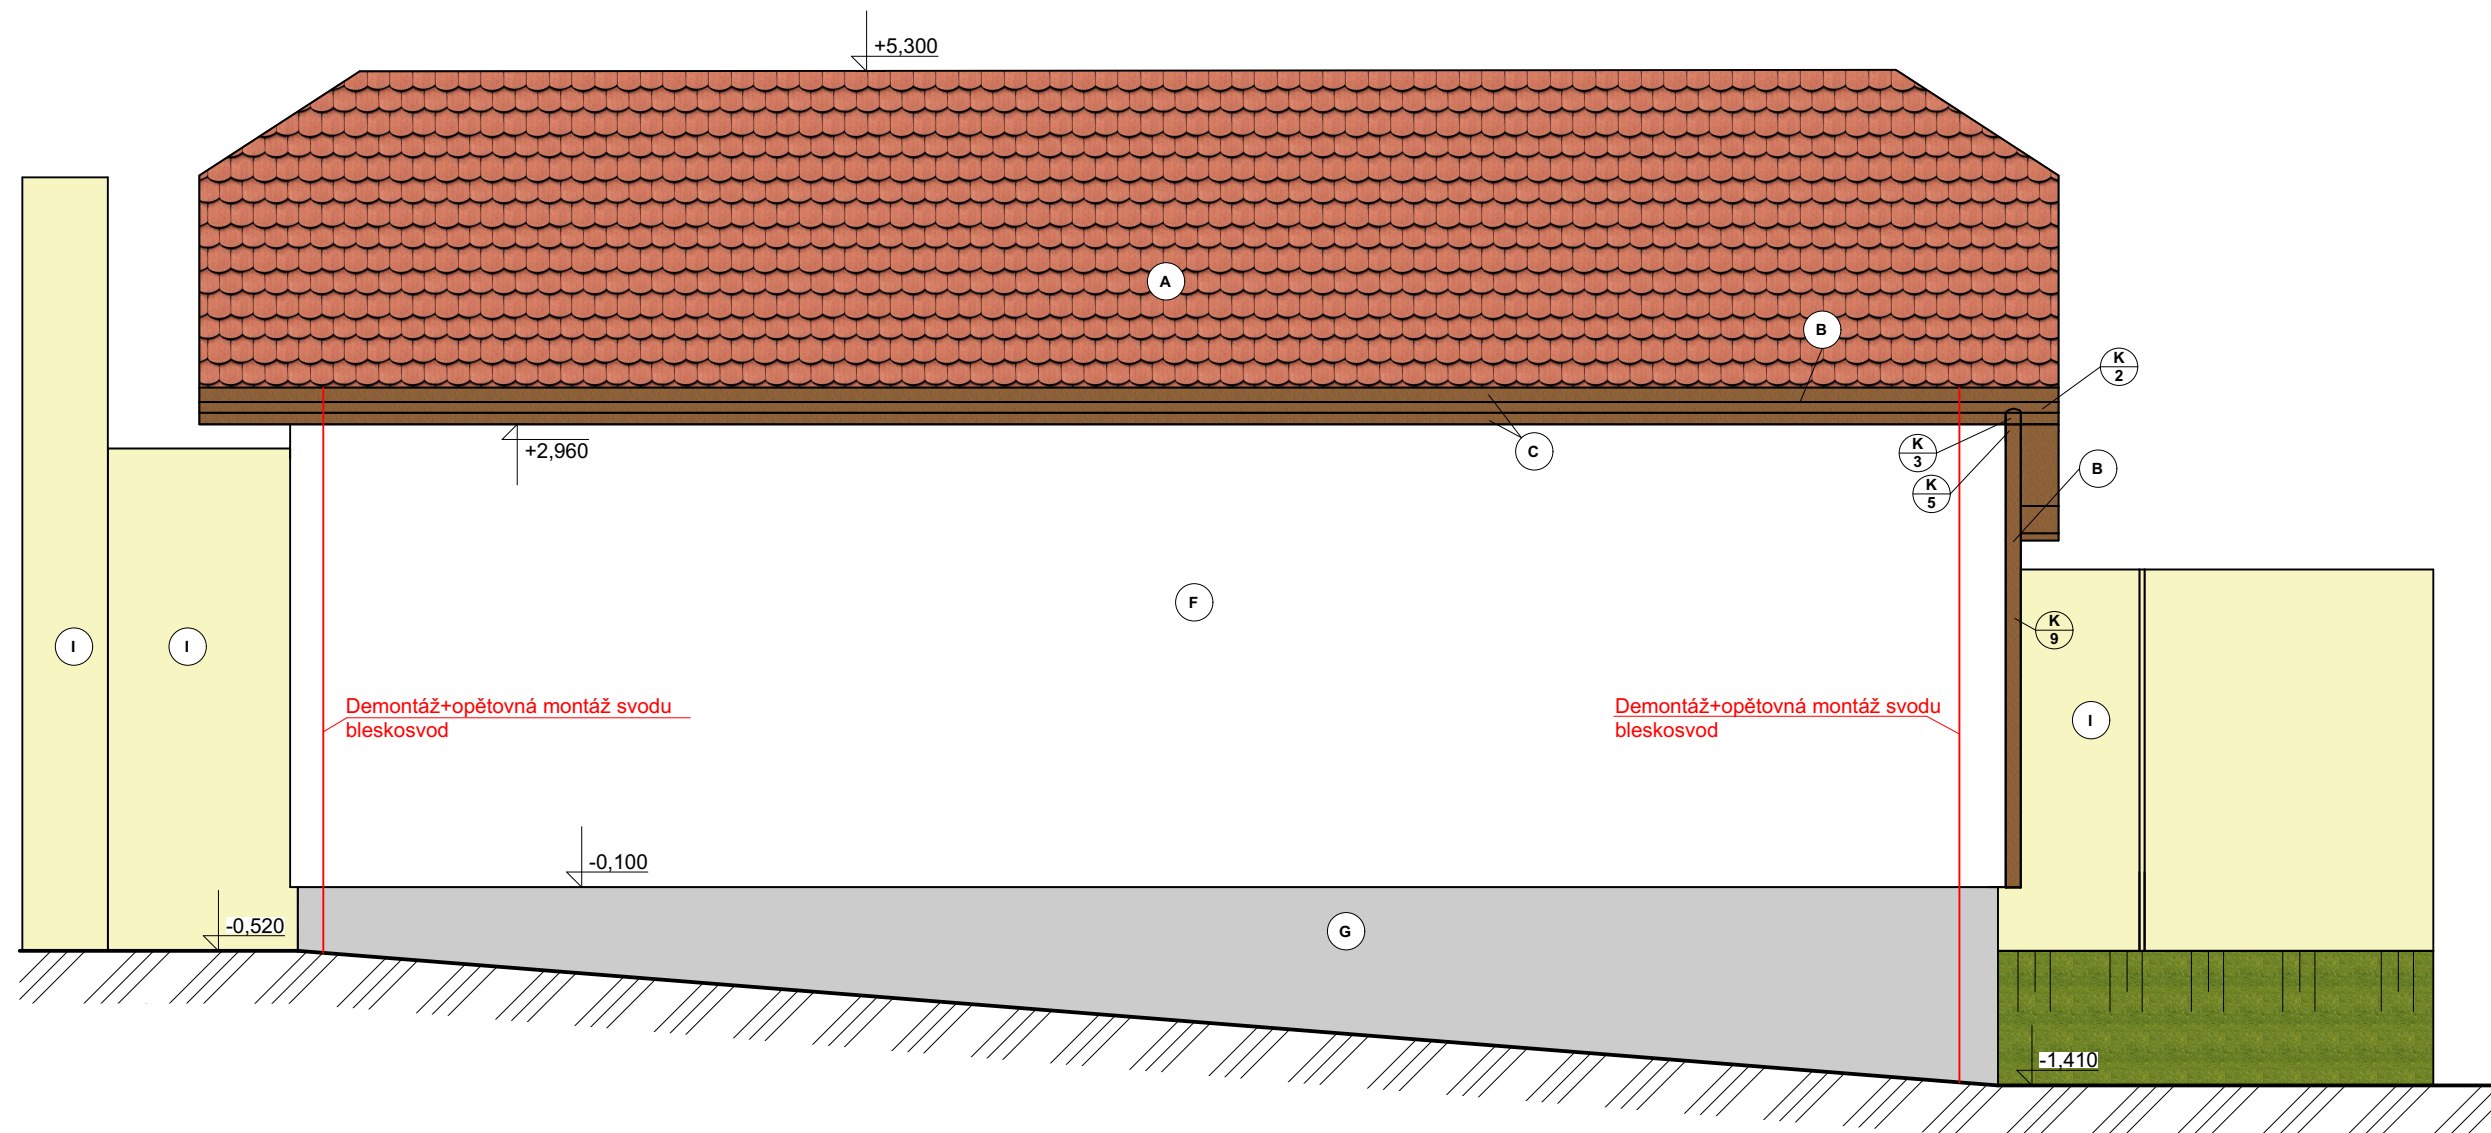 +5,300
A
B
K
2
+2,960
C
K
3
B
K
5
F
K
9
I
I
Demontáž+opětovná montáž svodu
bleskosvod
Demontáž+opětovná montáž svodu
bleskosvod
I
-0,100
-0,520
G
-1,410